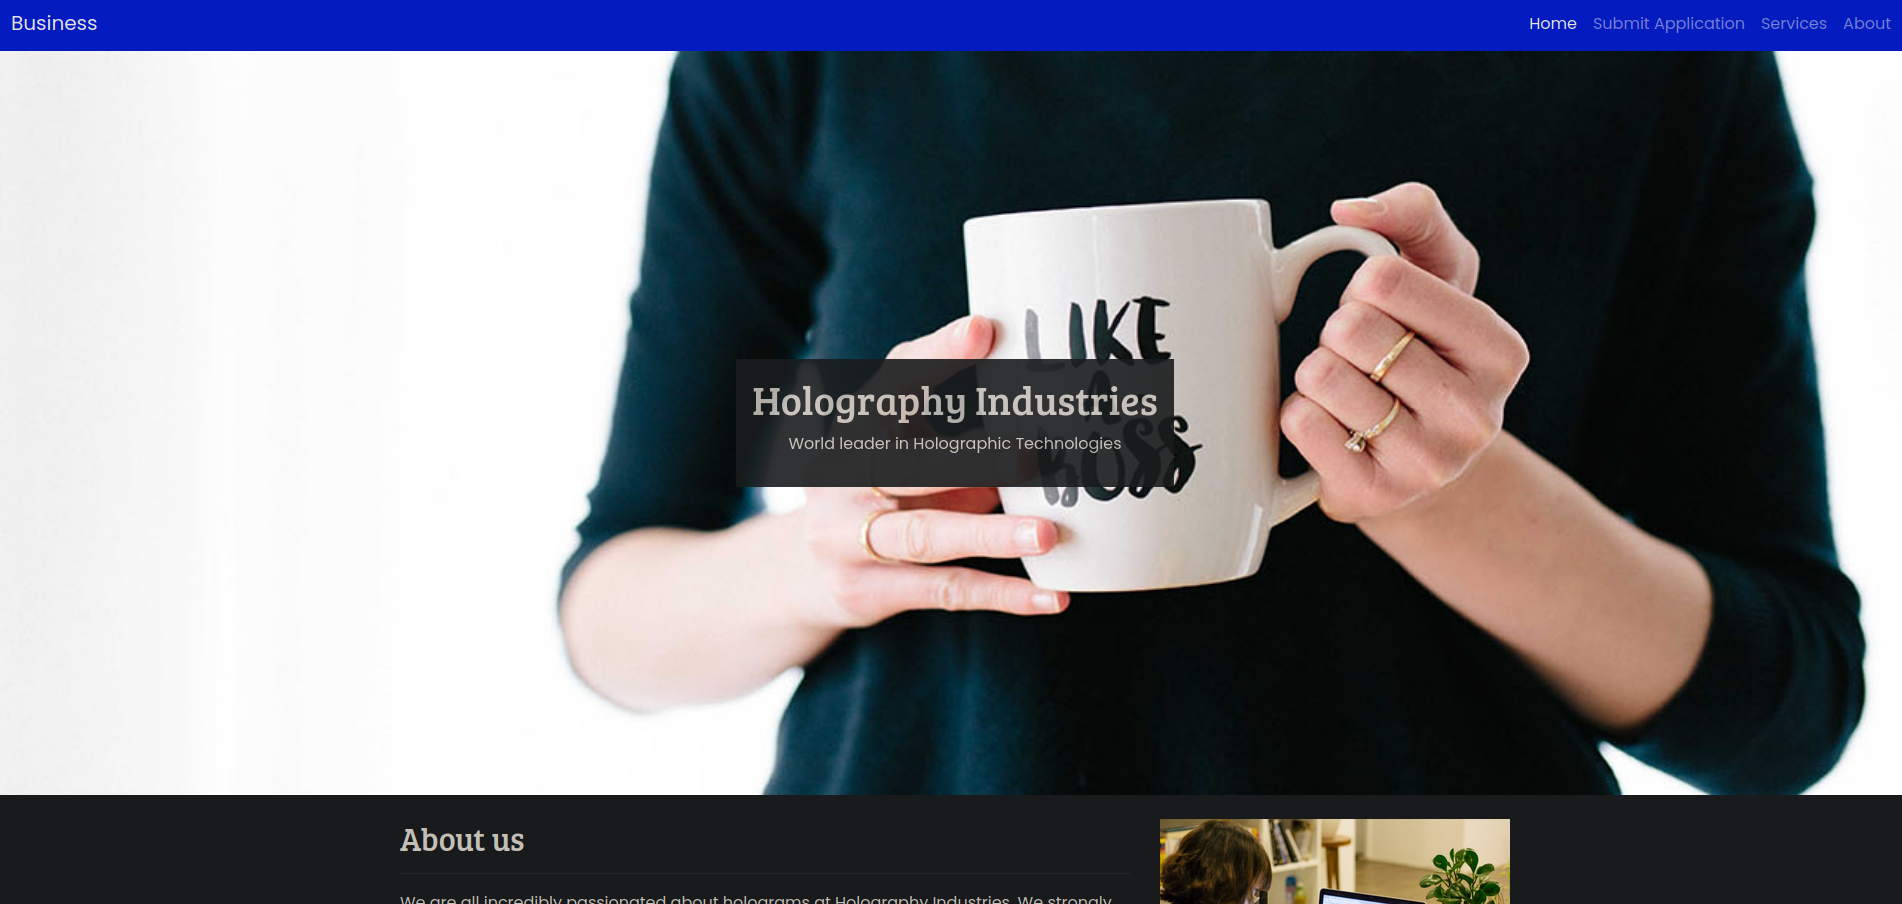 Business
Home Submit Application Services About
LIKE
A
BOSS
Holography Industries
World leader in Holographic Technologies
About us
We are all incredibly passionated about holograms at Holography Industries. We strongly